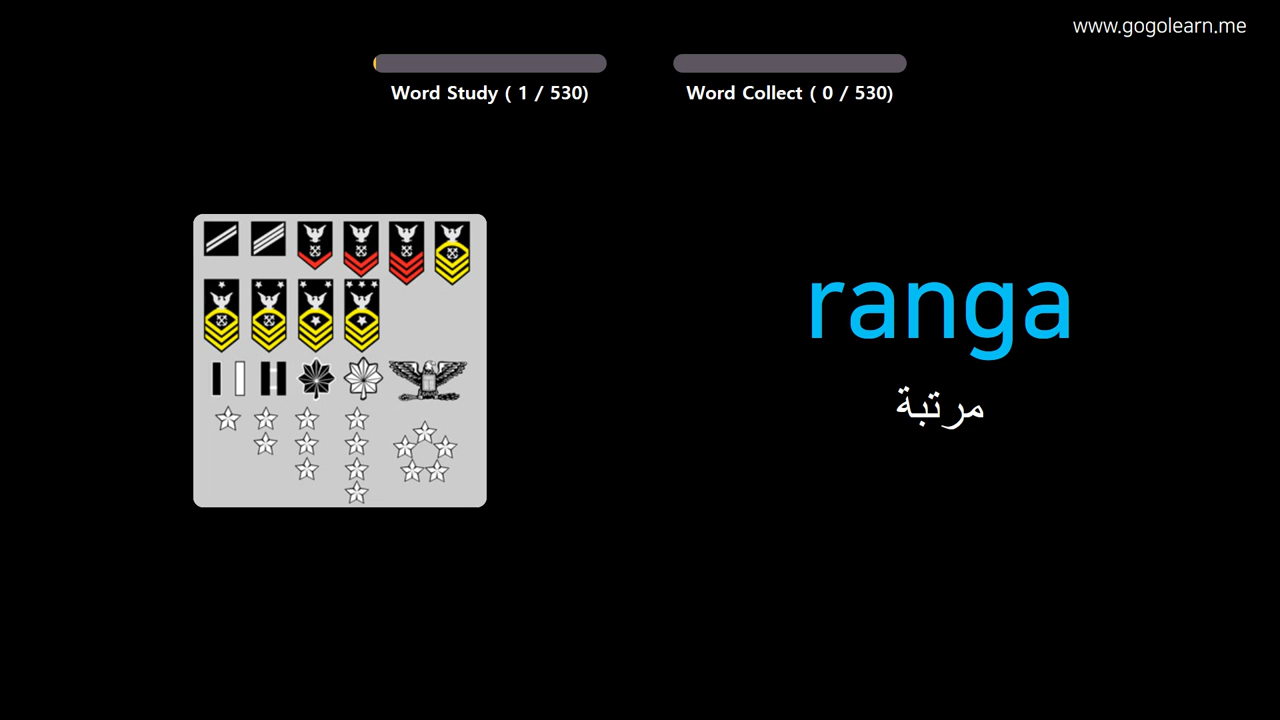 www.gogolearn.me
Word Study ( 1 / 530)
Word Collect ( 0 / 530)
ranga
مرتبة